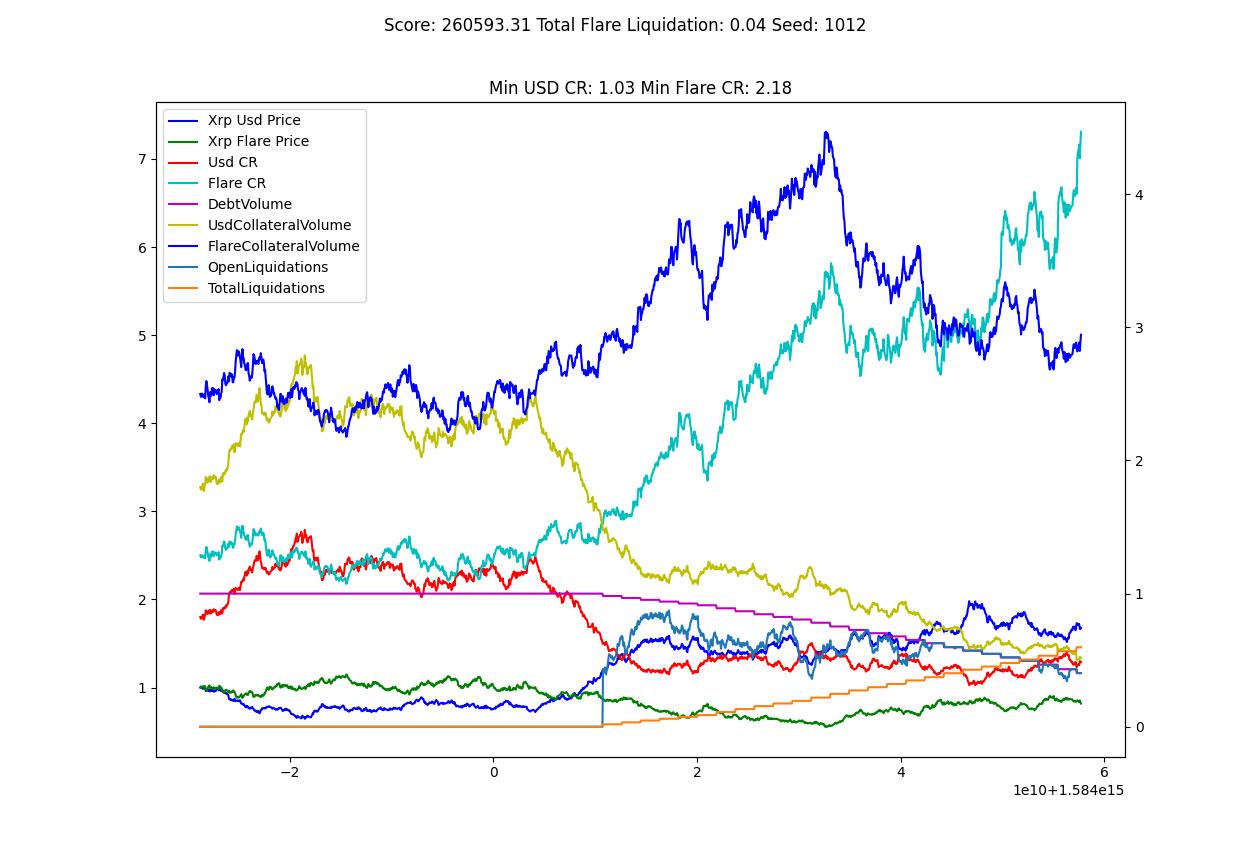 Score: 260593.31 Total Flare Liquidation: 0.04 Seed: 1012
Min USD CR: 1.03 Min Flare CR: 2.18
Xrp Usd Price
Xrp Flare Price
Usd CR
Flare CR
DebtVolume
UsdCollateralVolume
FlareCollateralVolume
OpenLiquidations
TotalLiquidations
7
6
5
4
3
2
1
4
3
2
1
0
−2
0
2
4
6
1e10+1.584e15